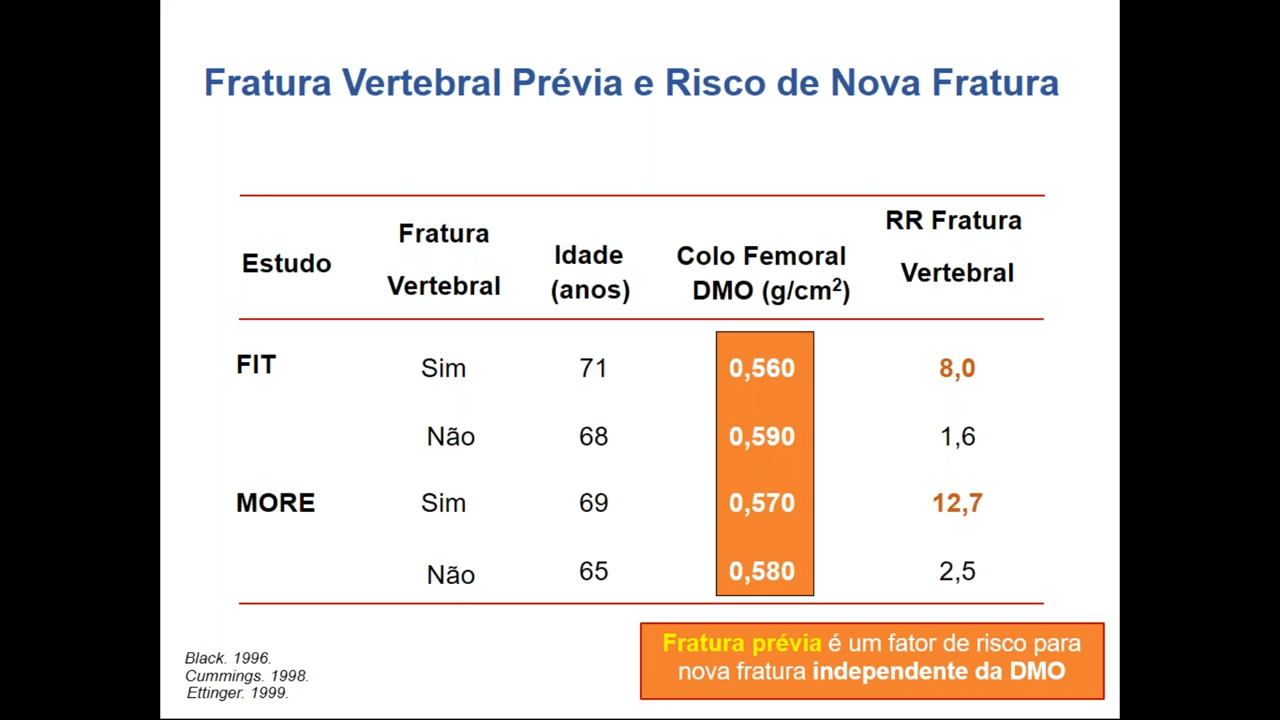 Fratura Vertebral Prévia e Risco de Nova Fratura
Estudo
Fratura
Vertebral
Idade
(anos)
Colo Femoral
DMO (g/cm²)
RR Fratura
Vertebral
FIT Sim 71 0,560 8,0
Não 68 0,590 1,6
MORE Sim 69 0,570 12,7
Não 65 0,580 2,5
Fratura prévia é um fator de risco para
nova fratura independente da DMO
Black. 1996.
Cummings. 1998.
Ettinger. 1999.